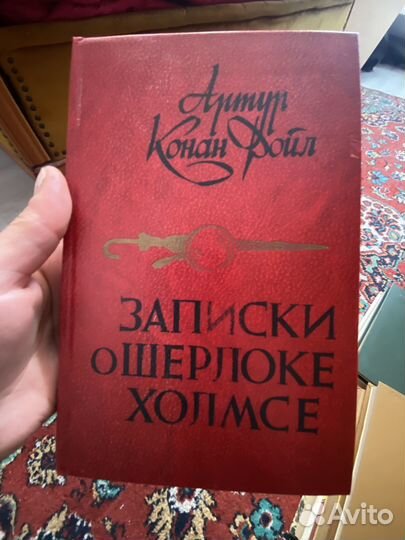 Артур
Конан Дойл
ЗАПИСКИ
О ШЕРЛОКЕ
ХОЛМСЕ
Avito